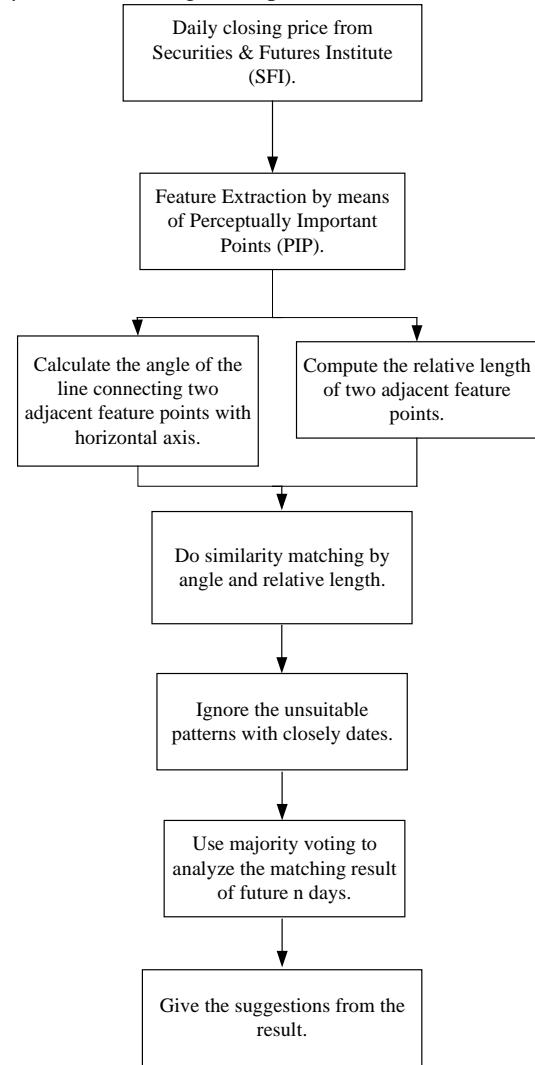 Daily closing price from
Securities & Futures Institute
(SFI).
Feature Extraction by means
of Perceptually Important
Points (PIP).
Calculate the angle of the
line connecting two
adjacent feature points with
horizontal axis.
Compute the relative length
of two adjacent feature
points.
Do similarity matching by
angle and relative length.
Ignore the unsuitable
patterns with closely dates.
Use majority voting to
analyze the matching result
of future n days.
Give the suggestions from the
result.